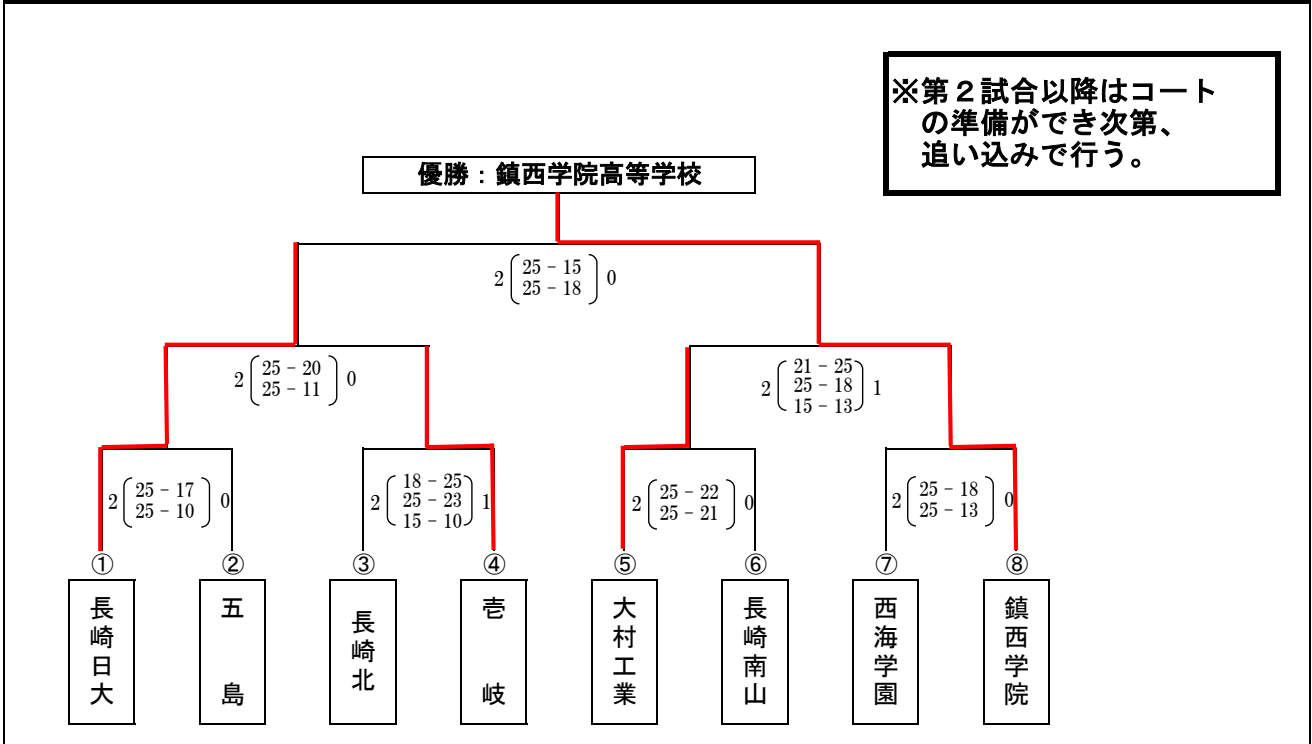 ※第２試合以降はコート
の準備ができ次第、
追い込みで行う。
優勝：鎮西学院高等学校
2 25 − 15 0
25 − 18
2 25 − 20 0
25 − 11
21 − 25
2 25 − 18 1
15 − 13
2 25 − 17 0
25 − 10
18 − 25
2 25 − 23 1
15 − 10
2 25 − 22 0
25 − 21
2 25 − 18 0
25 − 13
① ② ③ ④ ⑤ ⑥ ⑦ ⑧
長崎日大
五島
長崎北
壱岐
大村工業
長崎南山
西海学園
鎮西学院